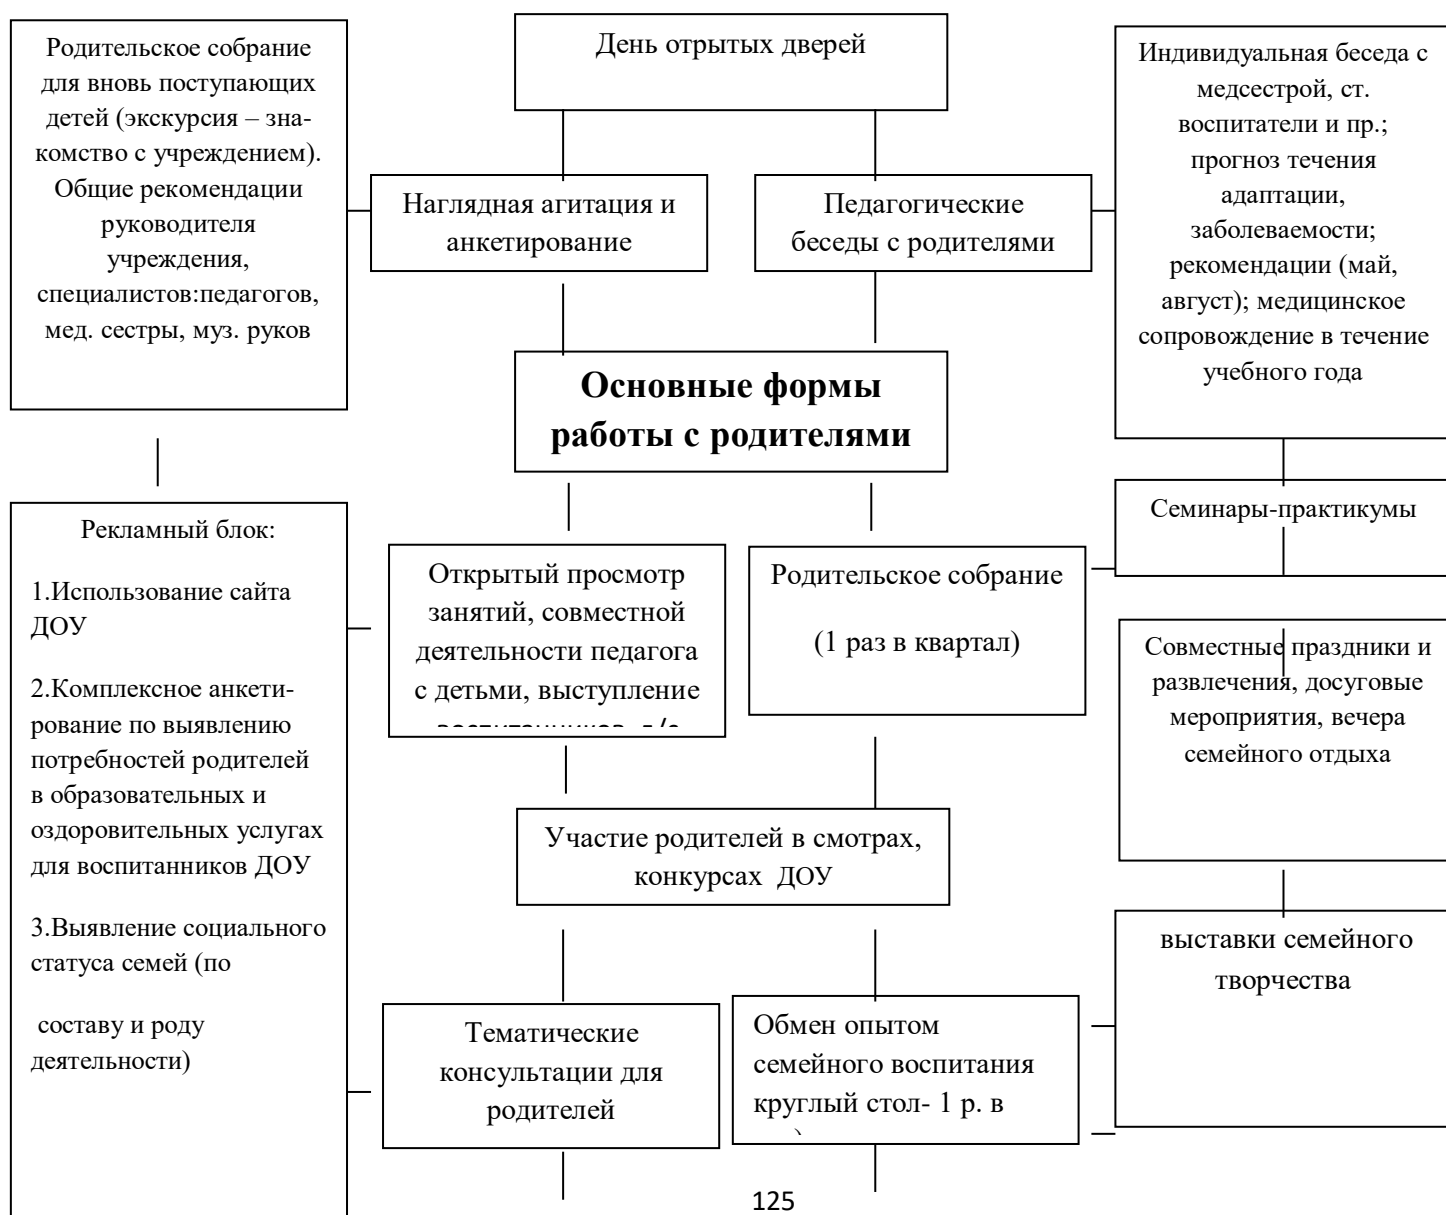 Родительское собрание
для вновь поступающих
детей (экскурсия – зна-
комство с учреждением).
Общие рекомендации
руководителя
учреждения,
специалистов:педагогов,
мед. сестры, муз. руков
День отрытых дверей
Индивидуальная беседа с
медсестрой, ст.
воспитатели и пр.;
прогноз течения
адаптации,
заболеваемости;
рекомендации (май,
август); медицинское
сопровождение в течение
учебного года
Наглядная агитация и
анкетирование
Педагогические
беседы с родителями
Основные формы
работы с родителями
Рекламный блок:
1.Использование сайта
ДОУ
2.Комплексное анкети-
рование по выявлению
потребностей родителей
в образовательных и
оздоровительных услугах
для воспитанников ДОУ
3.Выявление социального
статуса семей (по
составу и роду
деятельности)
Открытый просмотр
занятий, совместной
деятельности педагога
с детьми, выступление
Родительское собрание
(1 раз в квартал)
Семинары-практикумы
Совместные праздники и
развлечения, досуговые
мероприятия, вечера
семейного отдыха
Участие родителей в смотрах,
конкурсах ДОУ
выставки семейного
творчества
Тематические
консультации для
родителей
Обмен опытом
семейного воспитания
круглый стол- 1 р. в
125